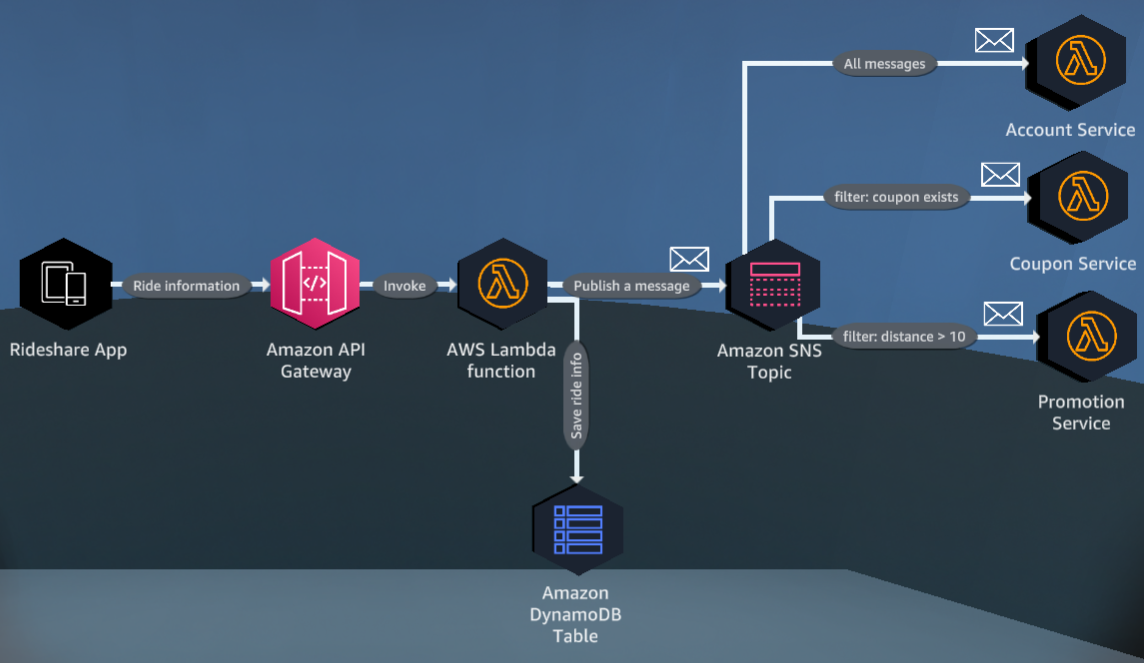 All messages
Account Service
filter: coupon exists
Coupon Service
Ride information
Invoke
Publish a message
Rideshare App
Amazon API
Gateway
AWS Lambda
function
Amazon SNS
Topic
filter: distance > 10
Promotion
Service
Save ride info
Amazon
DynamoDB
Table